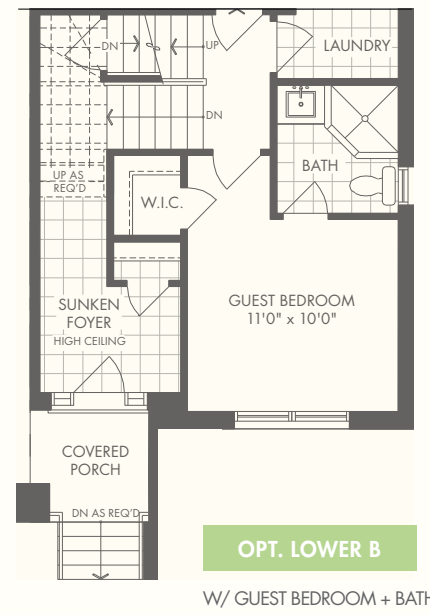 DN
UP
LAUNDRY
DN
BATH
UP AS
REQ'D
W.I.C.
GUEST BEDROOM
11'0" x 10'0"
SUNKEN
FOYER
HIGH CEILING
COVERED
PORCH
DN AS REQ'D
OPT. LOWER B
W/ GUEST BEDROOM + BATH